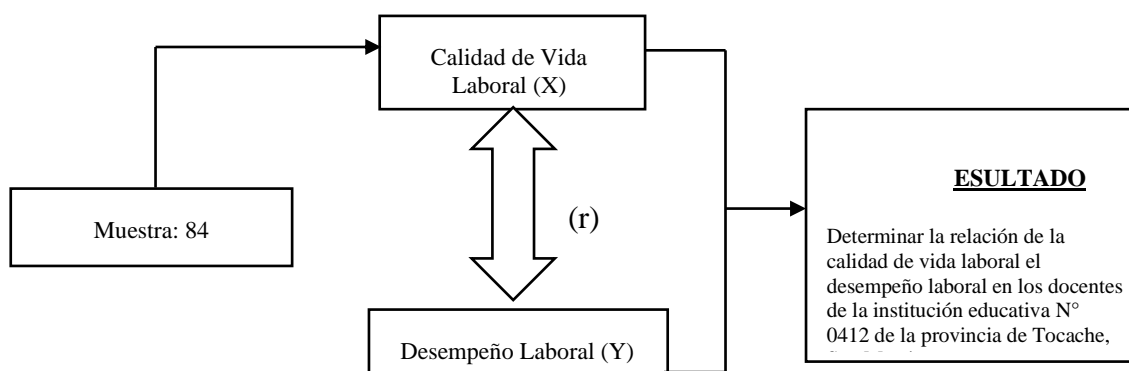 Calidad de Vida
Laboral (X)
Muestra: 84
(r)
Desempeño Laboral (Y)
ESULTADO
Determinar la relación de la
calidad de vida laboral el
desempeño laboral en los docentes
de la institución educativa N°
0412 de la provincia de Tocache,